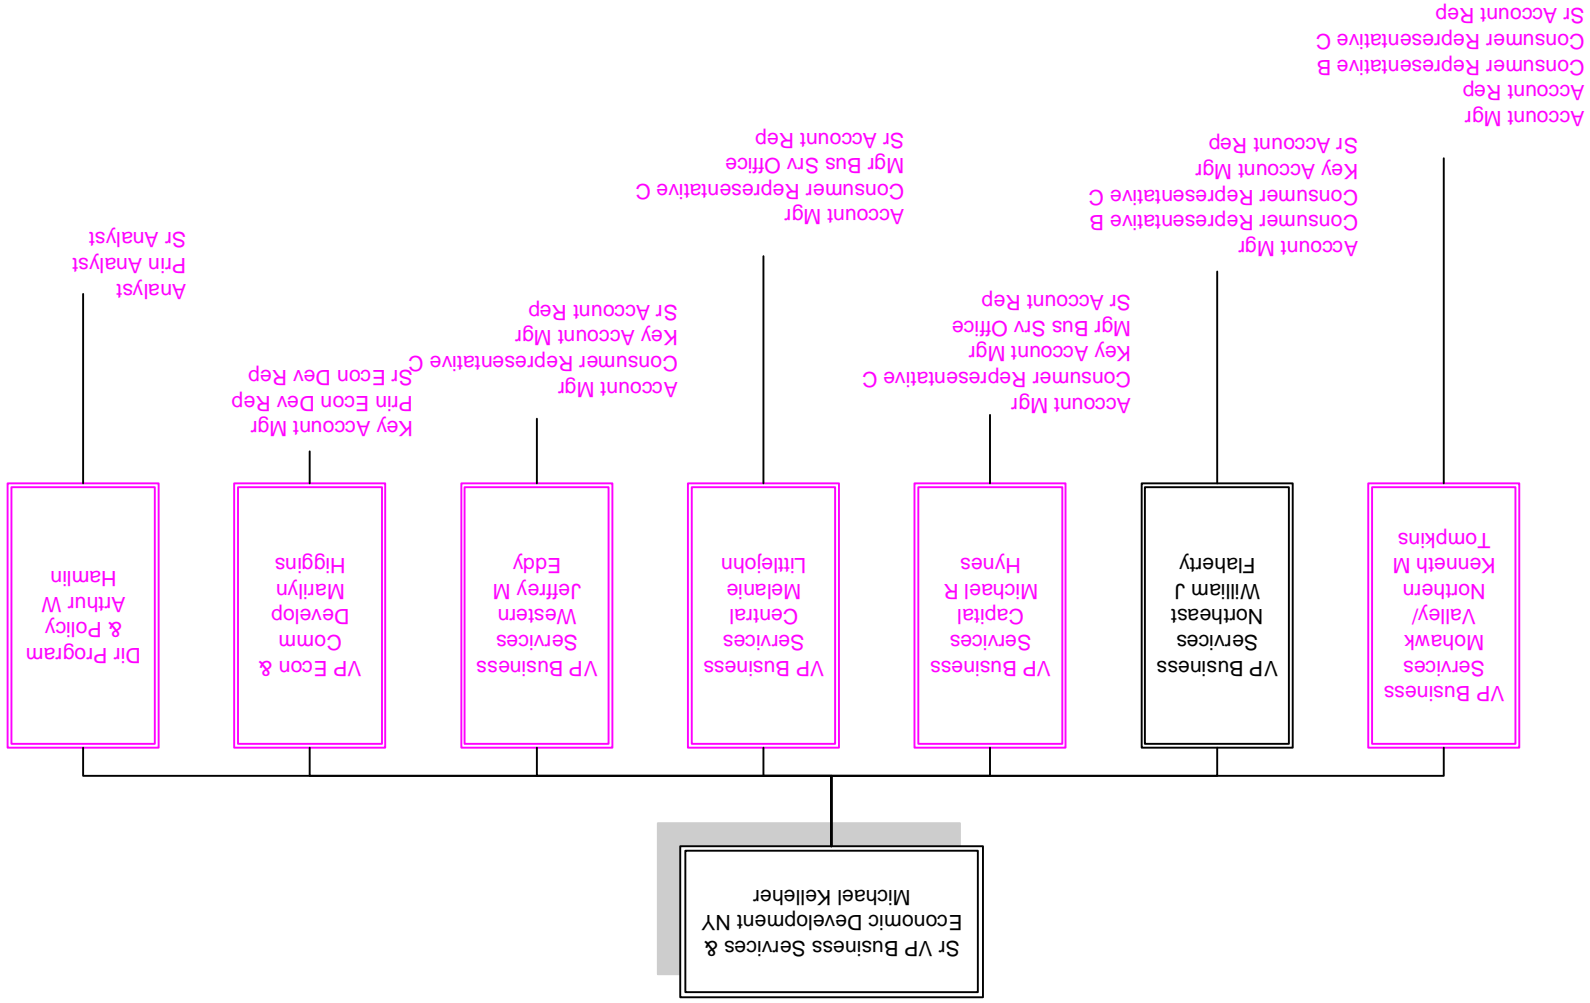 Sr VP Business Services &
Economic Development NY
Michael Kelleher
VP Business
Services
Mohawk
Valley/
Northern
Kenneth M
Tompkins
Account Mgr
Account Rep
Consumer Representative B
Consumer Representative C
Sr Account Rep
VP Business
Services
Northeast
William J
Flaherty
Account Mgr
Consumer Representative B
Consumer Representative C
Key Account Mgr
Sr Account Rep
VP Business
Services
Capital
Michael R
Hynes
Account Mgr
Consumer Representative C
Key Account Mgr
Mgr Bus Srv Office
Sr Account Rep
VP Business
Services
Central
Melanie
Littlejohn
Account Mgr
Consumer Representative C
Mgr Bus Srv Office
Sr Account Rep
VP Business
Services
Western
Jeffrey M
Eddy
Account Mgr
Consumer Representative C
Key Account Mgr
Sr Account Rep
VP Econ &
Comm
Develop
Marilyn
Higgins
Key Account Mgr
Prin Econ Dev Rep
Sr Econ Dev Rep
Dir Program
& Policy
Arthur W
Hamlin
Analyst
Prin Analyst
Sr Analyst